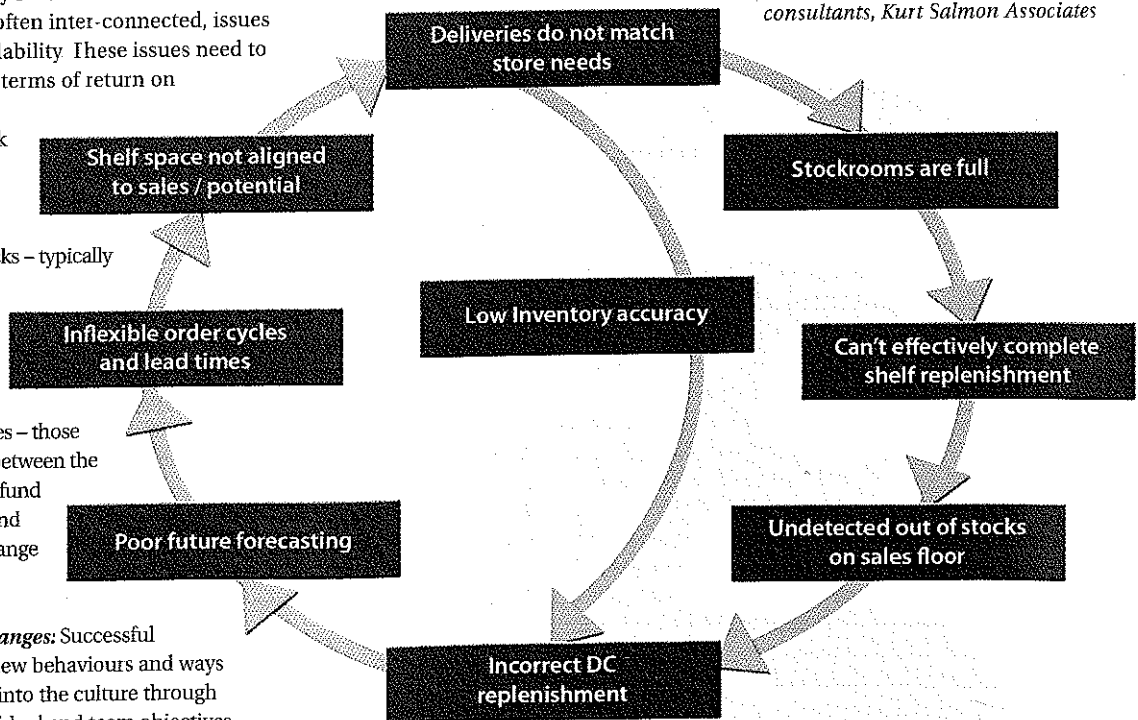 often inter-connected, issues
lability. These issues need to
terms of return on
ks – typically
es – those
etween the
fund
nd
ange
anges: Successful
ew behaviours and ways
into the culture through
consultants, Kurt Salmon Associates
Deliveries do not match
store needs
Stockrooms are full
Can't effectively complete
shelf replenishment
Undetected out of stocks
on sales floor
Incorrect DC
replenishment
Poor future forecasting
Inflexible order cycles
and lead times
Shelf space not aligned
to sales / potential
Low Inventory accuracy